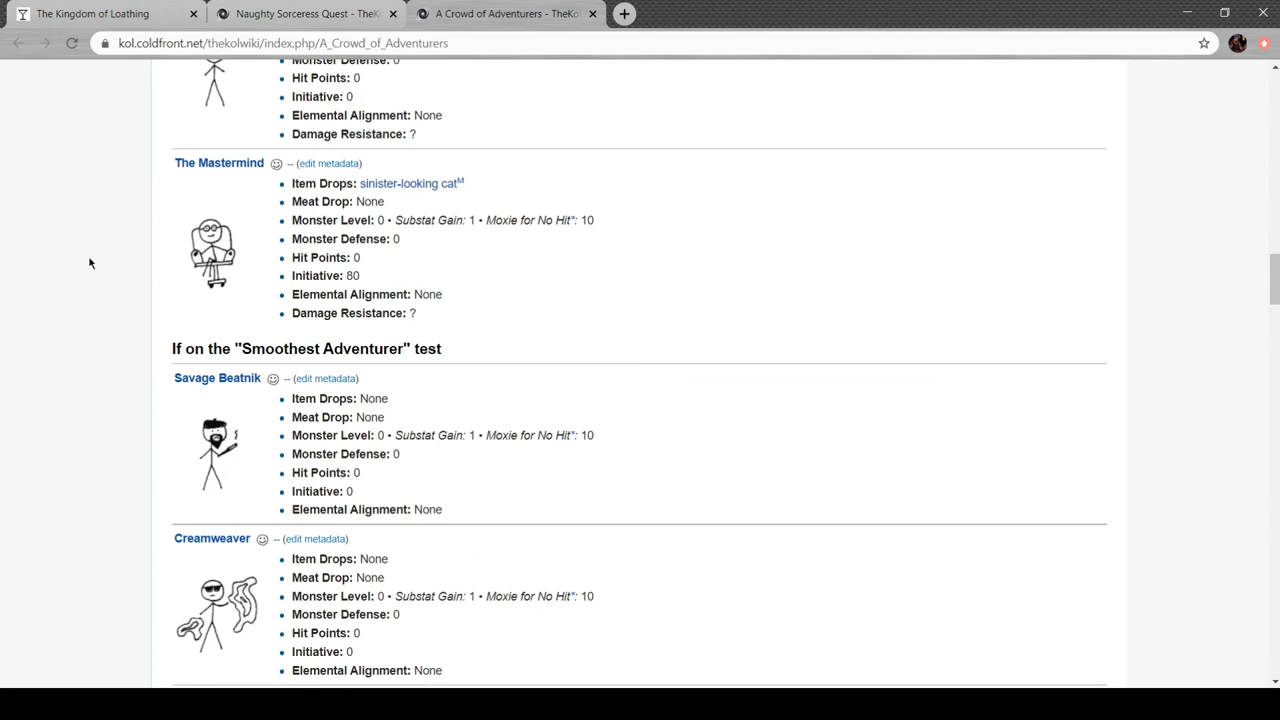 The Kingdom of Loathing
Naughty Sorceress Quest - TheK
A Crowd of Adventurers - TheKo
kol.coldfront.net/thekolwiki/index.php/A_Crowd_of_Adventurers
Monster Defense: 0
Hit Points: 0
Initiative: 0
Elemental Alignment: None
Damage Resistance: ?
The Mastermind -- (edit metadata)
Item Drops: sinister-looking catM
Meat Drop: None
Monster Level: 0 • Substat Gain: 1 • Moxie for No Hit*: 10
Monster Defense: 0
Hit Points: 0
Initiative: 80
Elemental Alignment: None
Damage Resistance: ?
If on the "Smoothest Adventurer" test
Savage Beatnik -- (edit metadata)
Item Drops: None
Meat Drop: None
Monster Level: 0 • Substat Gain: 1 • Moxie for No Hit*: 10
Monster Defense: 0
Hit Points: 0
Initiative: 0
Elemental Alignment: None
Creamweaver -- (edit metadata)
Item Drops: None
Meat Drop: None
Monster Level: 0 • Substat Gain: 1 • Moxie for No Hit*: 10
Monster Defense: 0
Hit Points: 0
Initiative: 0
Elemental Alignment: None